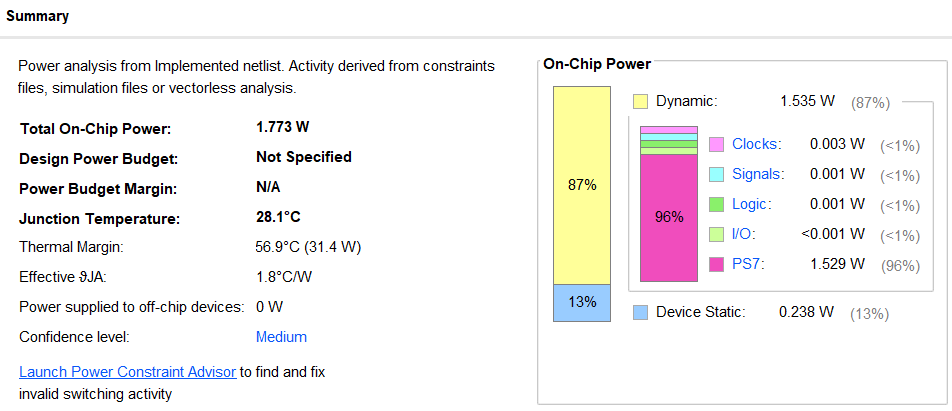 Summary
Power analysis from Implemented netlist. Activity derived from constraints
files, simulation files or vectorless analysis.
Total On-Chip Power: 1.773 W
Design Power Budget: Not Specified
Power Budget Margin: N/A
Junction Temperature: 28.1°C
Thermal Margin: 56.9°C (31.4 W)
Effective ϑJA: 1.8°C/W
Power supplied to off-chip devices: 0 W
Confidence level: Medium
Launch Power Constraint Advisor to find and fix
invalid switching activity
On-Chip Power
Dynamic: 1.535 W (87%)
Clocks: 0.003 W (<1%)
Signals: 0.001 W (<1%)
87%
Logic: 0.001 W (<1%)
96%
I/O: <0.001 W (<1%)
PS7: 1.529 W (96%)
13%
Device Static: 0.238 W (13%)